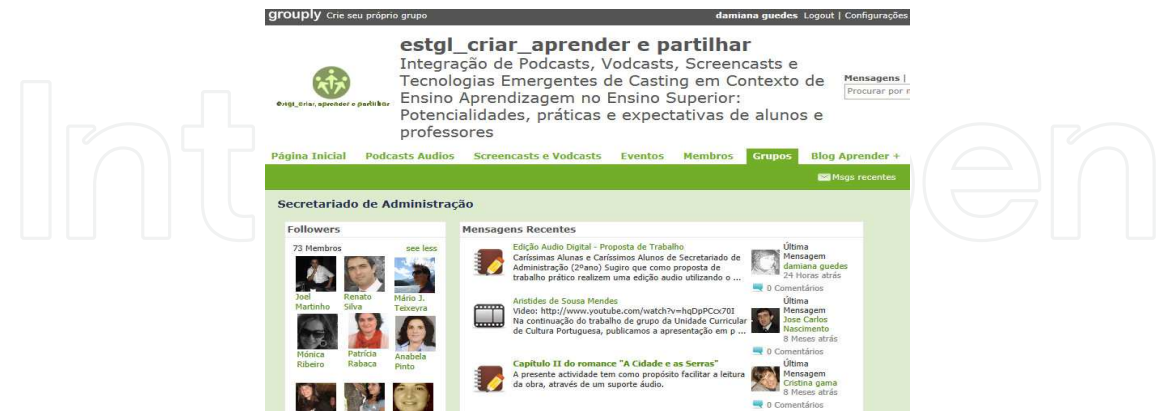 grouply Crie seu próprio grupo
damiana guedes Logout | Configurações
estgl_criar_aprender e partilhar
Integração de Podcasts, Vodcasts, Screencasts e
Tecnologias Emergentes de Casting em Contexto de
Ensino Aprendizagem no Ensino Superior:
Potencialidades, práticas e expectativas de alunos e
professores
estgl_criar, aprender e partilhar
Mensagens |
Procurar por
Página Inicial Podcasts Audios Screencasts e Vodcasts Eventos Membros Grupos Blog Aprender +
Msgs recentes
Secretariado de Administração
Followers
73 Membros see less
Joel
Martinho
Renato
Silva
Mário J.
Teixeyra
Mónica
Ribeiro
Patrícia
Rabaça
Anabela
Pinto
Mensagens Recentes
Edição Audio Digital - Proposta de Trabalho
Caríssimas Alunas e Caríssimos Alunos de Secretariado de
Administração (2ºano) Sugiro que como proposta de
trabalho prático realizem uma edição audio utilizando o ...
Última
Mensagem
damiana guedes
24 Horas atrás
0 Comentários
Aristides de Sousa Mendes
Video: http://www.youtube.com/watch?v=hqDpPCcx70I
Na continuação do trabalho de grupo da Unidade Curricular
de Cultura Portuguesa, publicamos a apresentação em p ...
Última
Mensagem
Jose Carlos
Nascimento
8 Meses atrás
0 Comentários
Capítulo II do romance "A Cidade e as Serras"
A presente actividade tem como propósito facilitar a leitura
da obra, através de um suporte áudio.
Última
Mensagem
Cristina gama
8 Meses atrás
0 Comentários